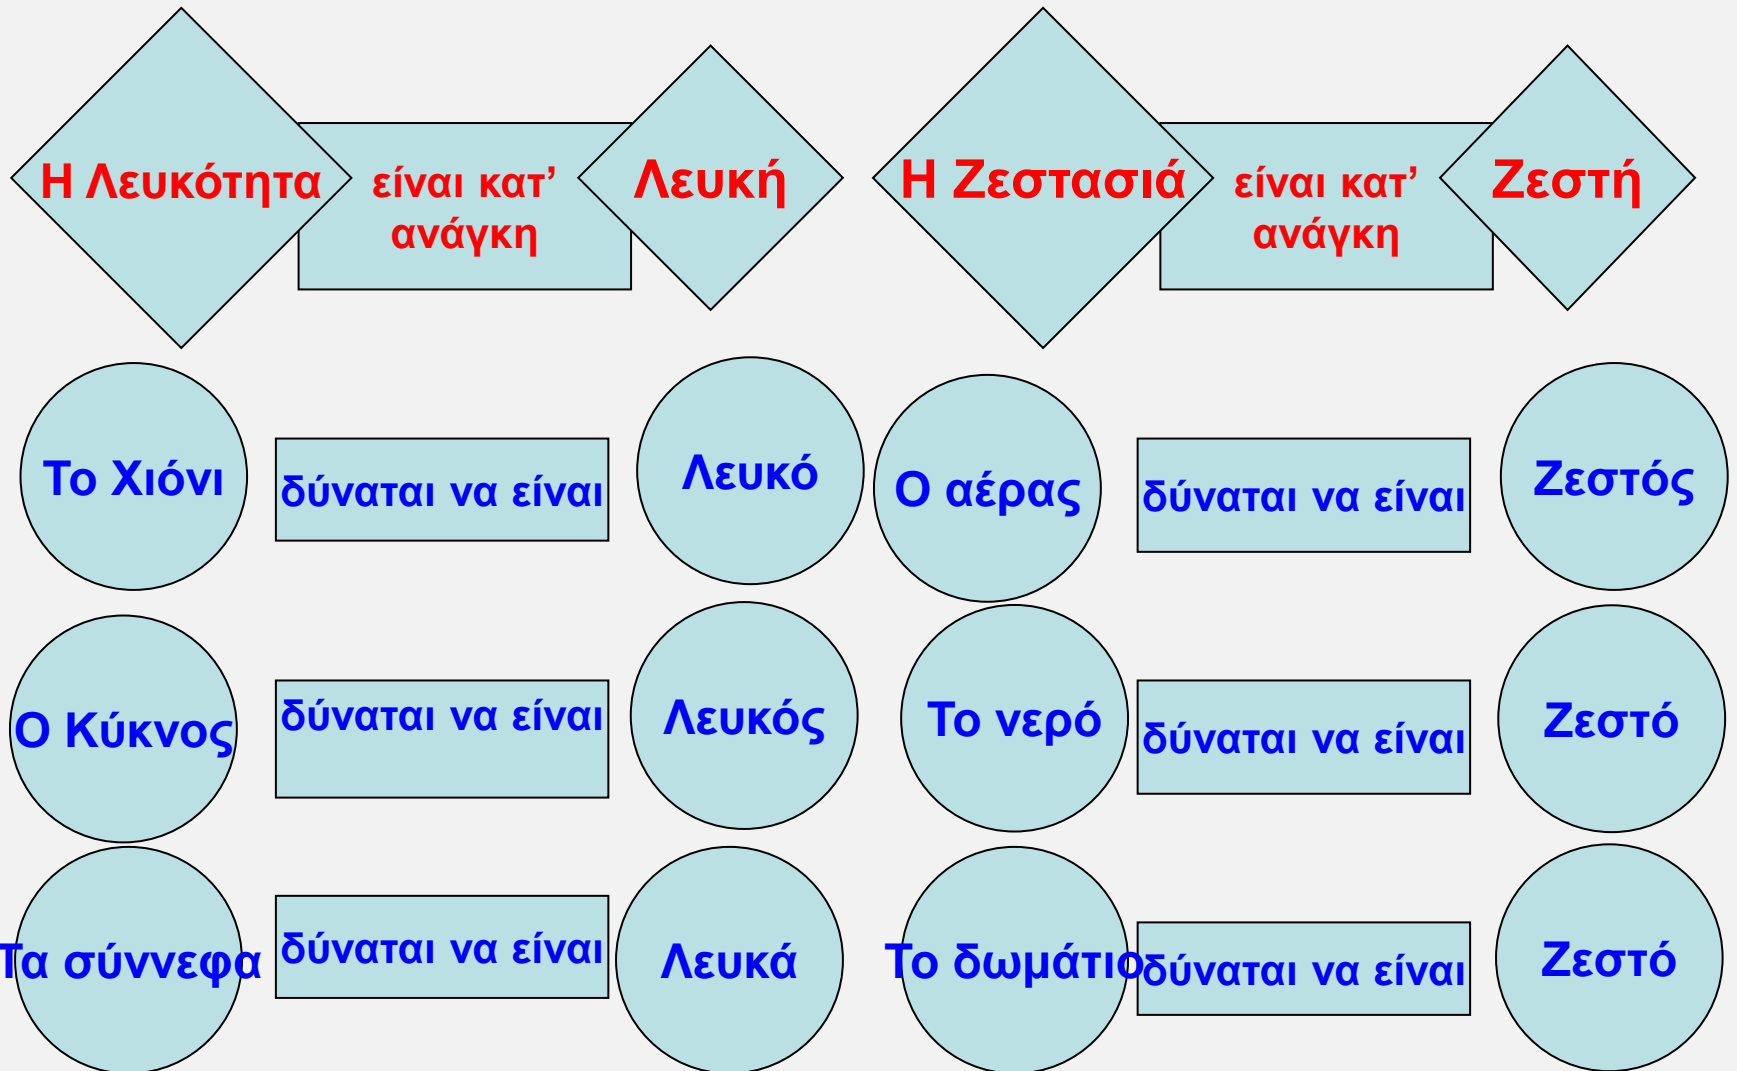 Η Λευκότητα
είναι κατ’
ανάγκη
Λευκή
Η Ζεστασιά
είναι κατ’
ανάγκη
Ζεστή
Το Χιόνι
δύναται να είναι
Λευκό
Ο αέρας
δύναται να είναι
Ζεστός
Ο Κύκνος
δύναται να είναι
Λευκός
Το νερό
δύναται να είναι
Ζεστό
Τα σύννεφα
δύναται να είναι
Λευκά
Το δωμάτιο
δύναται να είναι
Ζεστό